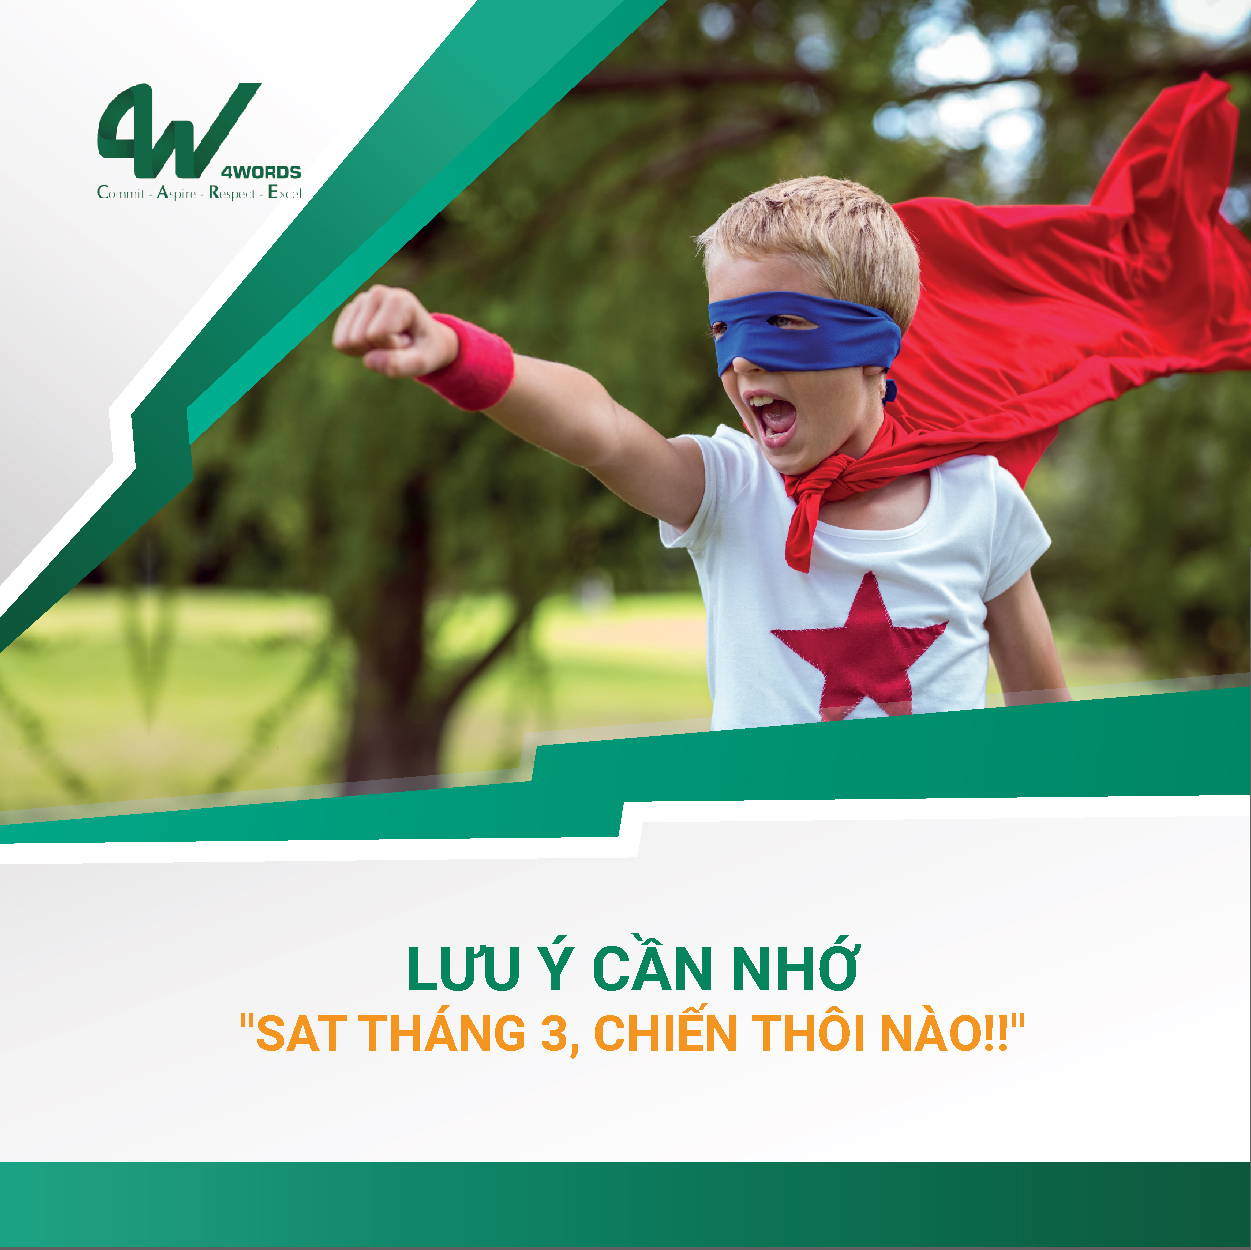 4W
4WORDS
Commit - Aspire - Respect - Excel
LƯU Ý CẦN NHỚ
"SAT THÁNG 3, CHIẾN THÔI NÀO!!"